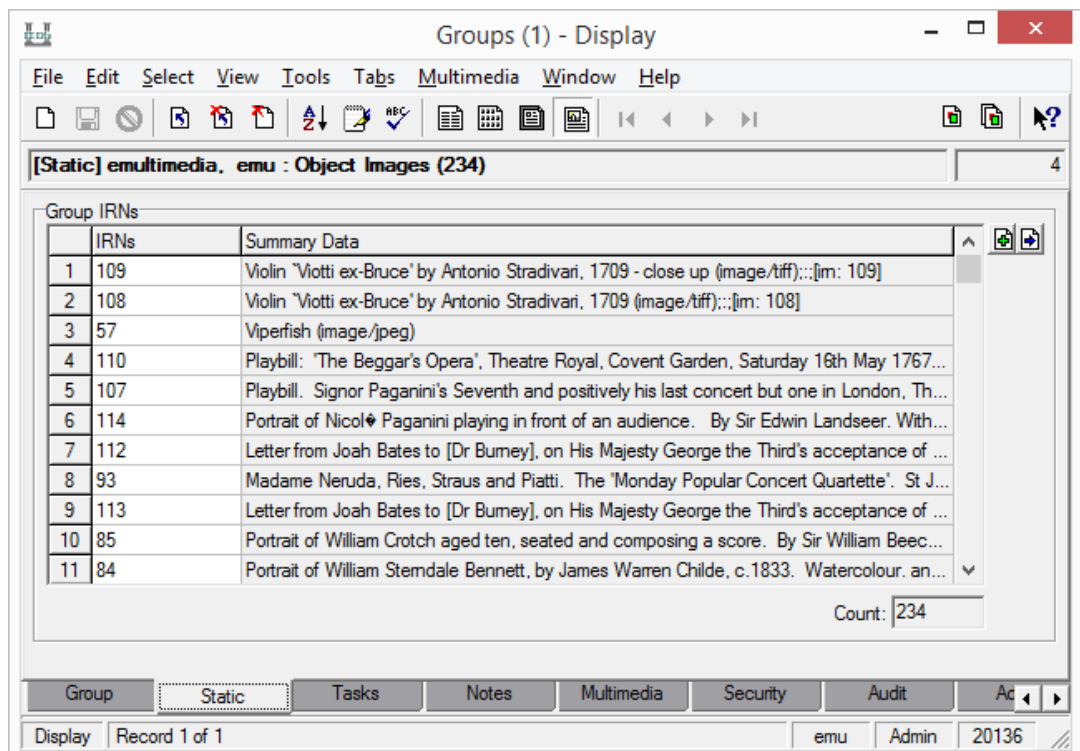 Groups (1) - Display
File Edit Select View Tools Tabs Multimedia Window Help
[Static] emultimedia, emu : Object Images (234) 4
Group IRNs
IRNs Summary Data
1 109 Violin "Viotti ex-Bruce' by Antonio Stradivari, 1709 - close up (image/tiff);:;[irn: 109]
2 108 Violin "Viotti ex-Bruce' by Antonio Stradivari, 1709 (image/tiff);:;[irn: 108]
3 57 Viperfish (image/jpeg)
4 110 Playbill: 'The Beggar's Opera', Theatre Royal, Covent Garden, Saturday 16th May 1767...
5 107 Playbill. Signor Paganini's Seventh and positively his last concert but one in London, Th...
6 114 Portrait of Nicol� Paganini playing in front of an audience. By Sir Edwin Landseer. With...
7 112 Letter from Joah Bates to [Dr Burney], on His Majesty George the Third's acceptance of ...
8 93 Madame Neruda, Ries, Straus and Piatti. The 'Monday Popular Concert Quartette'. St J...
9 113 Letter from Joah Bates to [Dr Burney], on His Majesty George the Third's acceptance of ...
10 85 Portrait of William Crotch aged ten, seated and composing a score. By Sir William Beec...
11 84 Portrait of William Sterndale Bennett, by James Warren Childe, c.1833. Watercolour. an...
Count: 234
Group Static Tasks Notes Multimedia Security Audit Ad
Display Record 1 of 1 emu Admin 20136